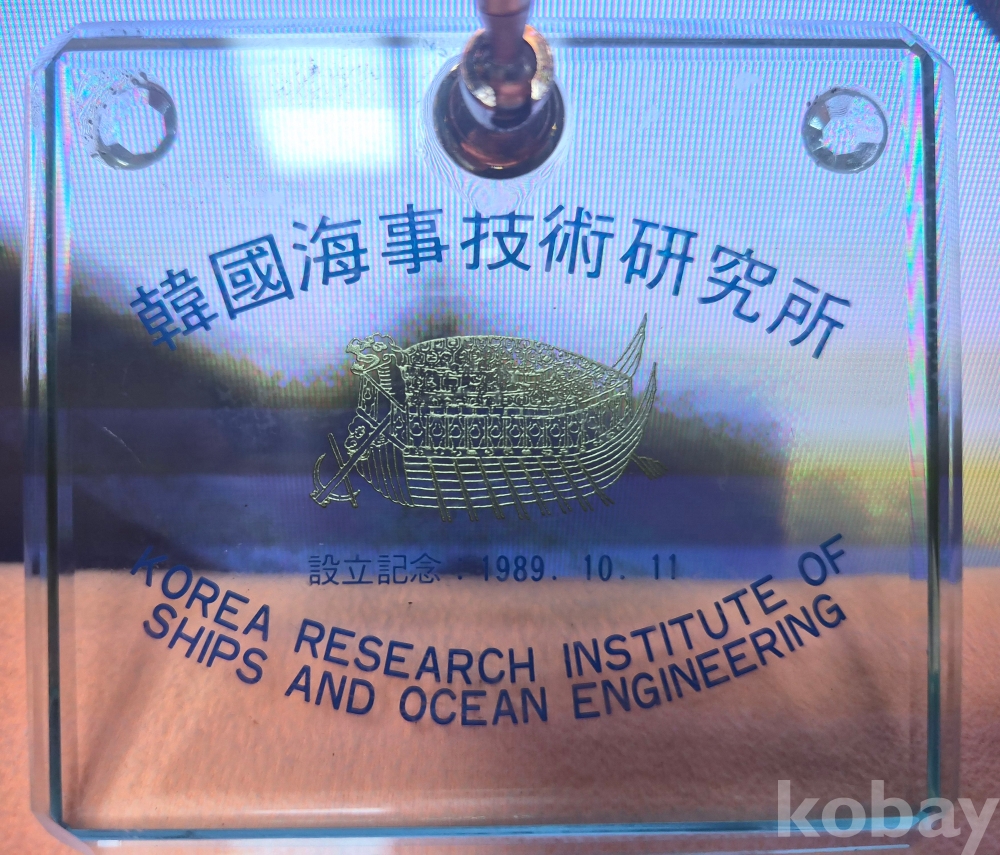 韓國海事技術研究所
設立記念 . 1989. 10. 11
KOREA RESEARCH INSTITUTE OF
SHIPS AND OCEAN ENGINEERING
kobay